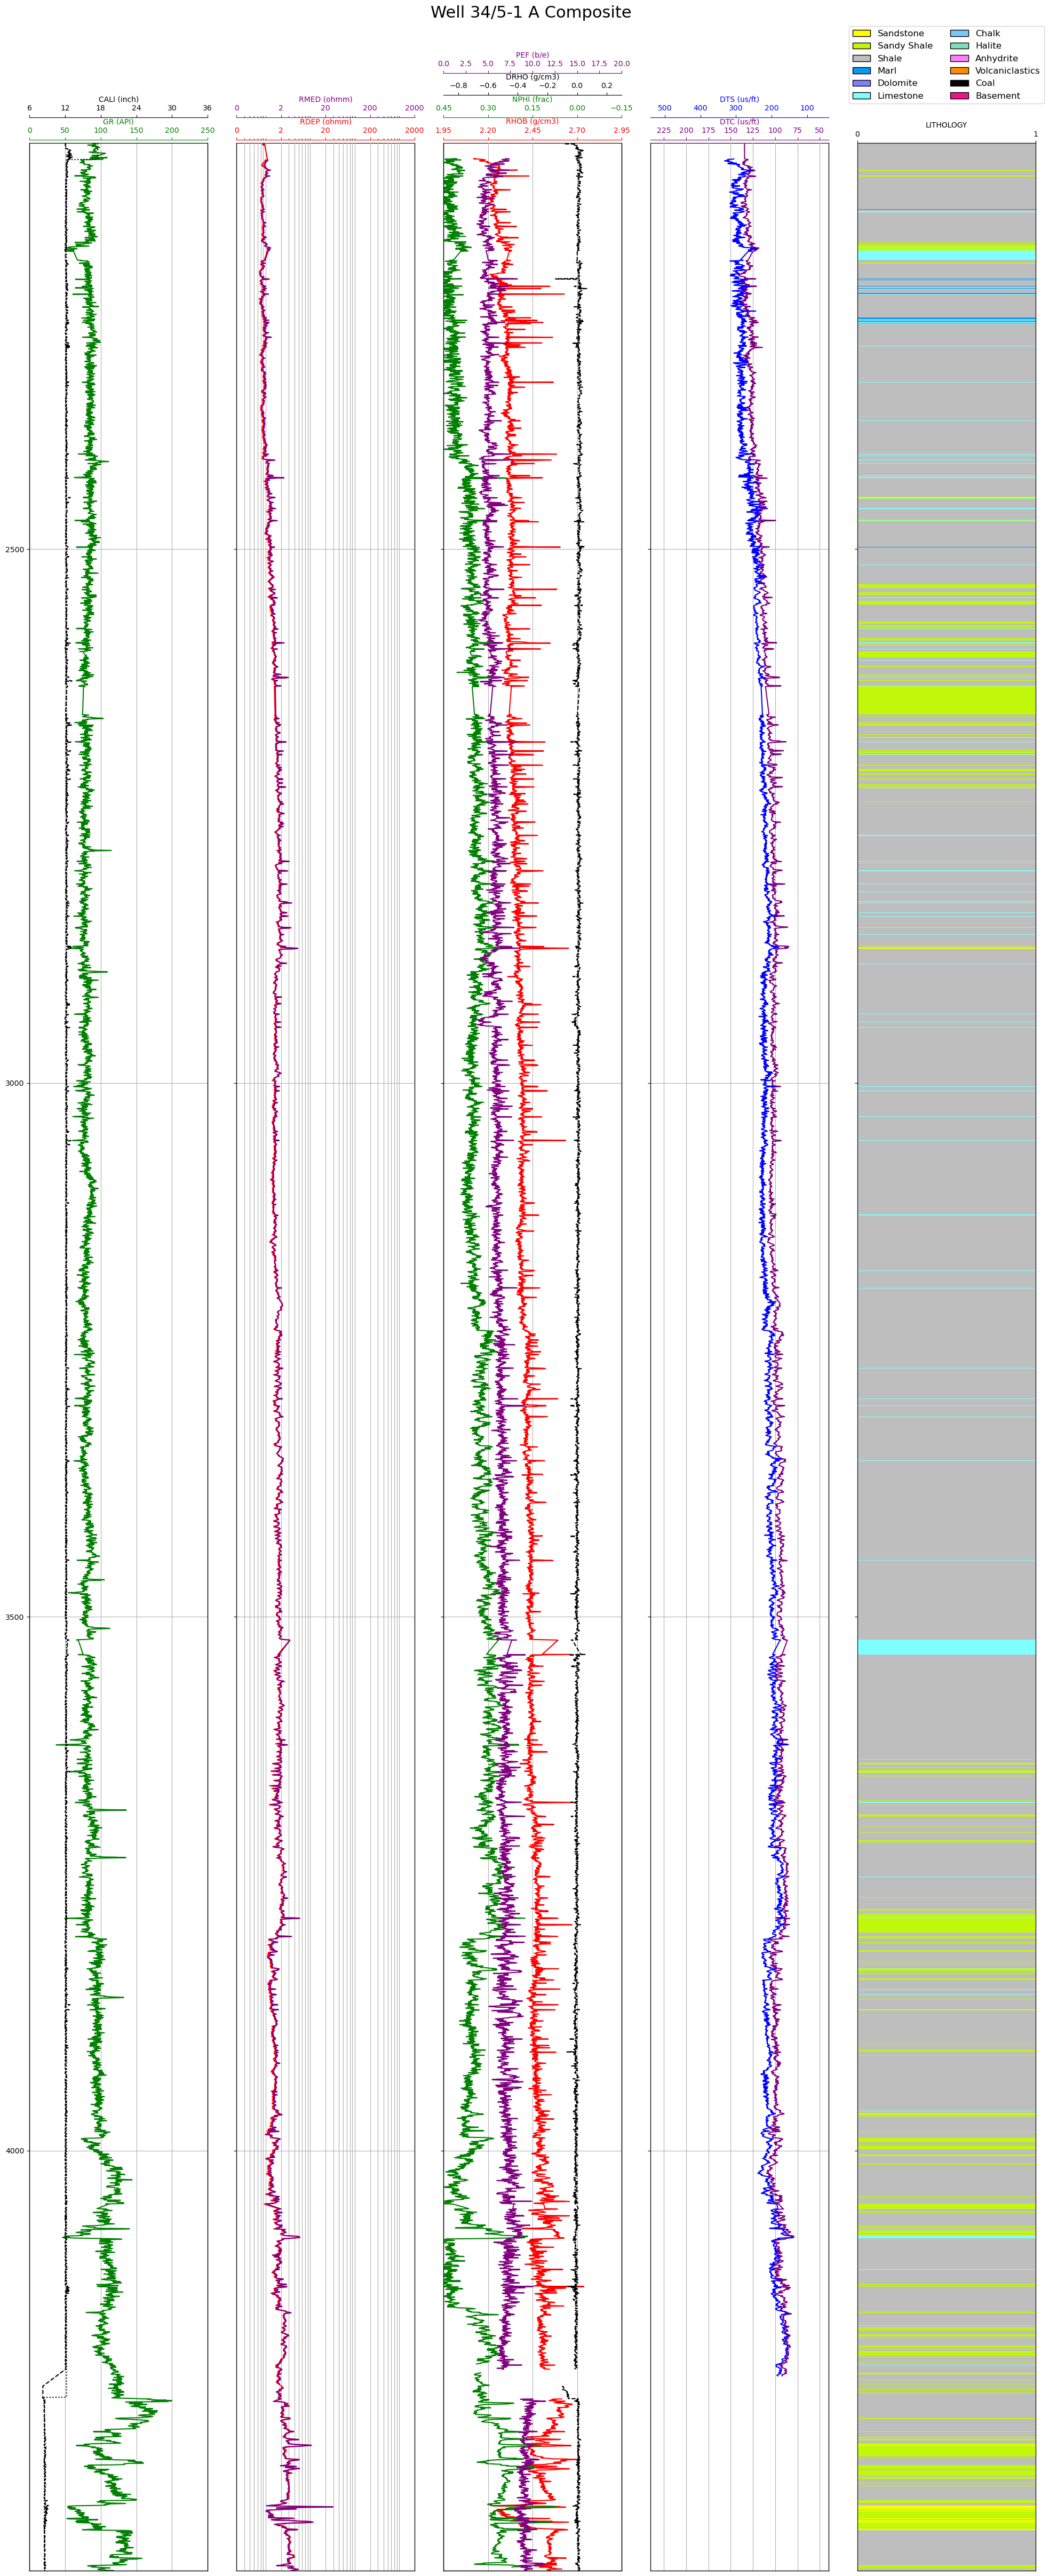 Well 34/5-1 A Composite
Sandstone Chalk
Sandy Shale Halite
Shale Anhydrite
Marl Volcaniclastics
Dolomite Coal
Limestone Basement
PEF (b/e)
0.0 2.5 5.0 7.5 10.0 12.5 15.0 17.5 20.0
DRHO (g/cm3)
−0.8 −0.6 −0.4 −0.2 0.0 0.2
CALI (inch) RMED (ohmm) NPHI (frac) DTS (us/ft)
6 12 18 24 30 36 0 2 20 200 2000 0.45 0.30 0.15 0.00 −0.15 500 400 300 200 100
GR (API) RDEP (ohmm) RHOB (g/cm3) DTC (us/ft) LITHOLOGY
0 50 100 150 200 250 0 2 20 200 2000 1.95 2.20 2.45 2.70 2.95 225 200 175 150 125 100 75 50 0 1
2500
3000
3500
4000